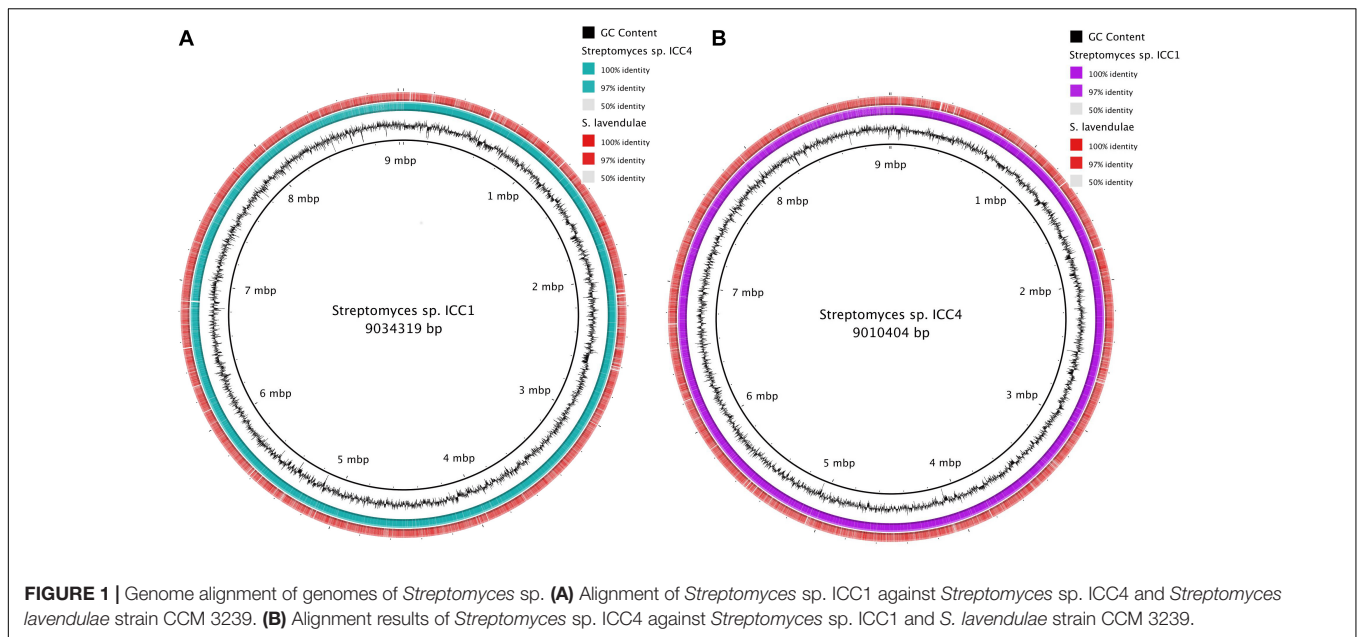 A
GC Content
Streptomyces sp. ICC4
100% identity
97% identity
50% identity
S. lavendulae
100% identity
97% identity
50% identity
9 mbp
1 mbp
2 mbp
3 mbp
4 mbp
5 mbp
6 mbp
7 mbp
8 mbp
Streptomyces sp. ICC1
9034319 bp
B
GC Content
Streptomyces sp. ICC1
100% identity
97% identity
50% identity
S. lavendulae
100% identity
97% identity
50% identity
9 mbp
1 mbp
2 mbp
3 mbp
4 mbp
5 mbp
6 mbp
7 mbp
8 mbp
Streptomyces sp. ICC4
9010404 bp
FIGURE 1 | Genome alignment of genomes of Streptomyces sp. (A) Alignment of Streptomyces sp. ICC1 against Streptomyces sp. ICC4 and Streptomyces
lavendulae strain CCM 3239. (B) Alignment results of Streptomyces sp. ICC4 against Streptomyces sp. ICC1 and S. lavendulae strain CCM 3239.